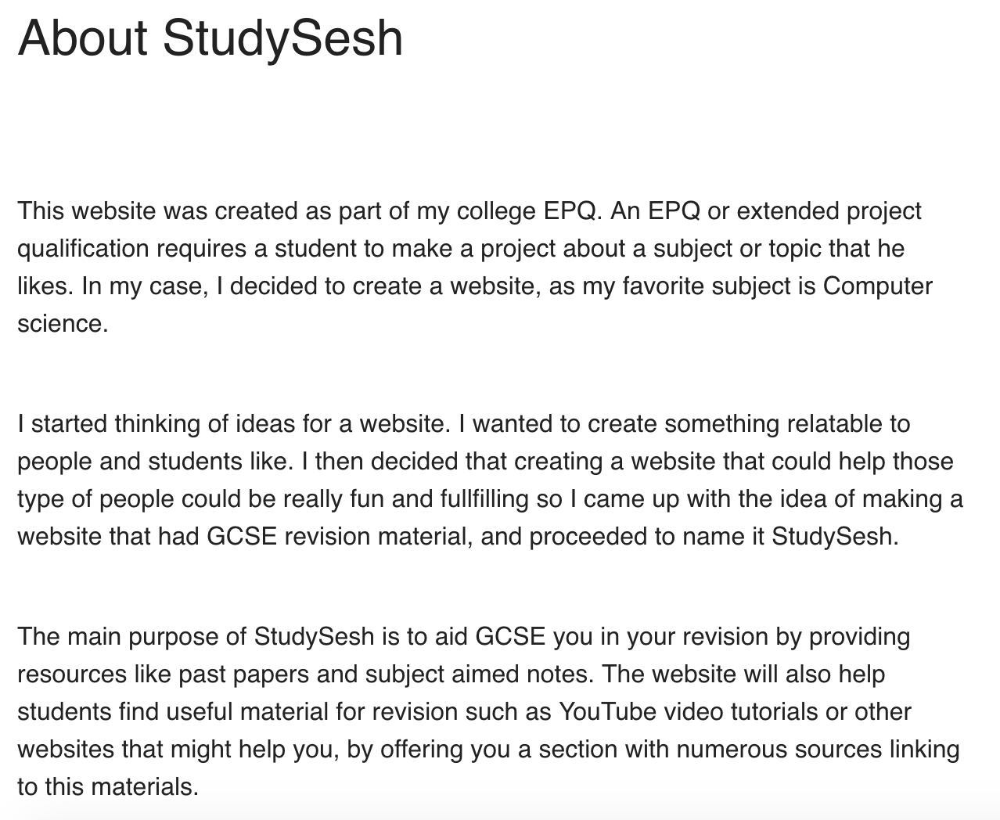 About StudySesh
This website was created as part of my college EPQ. An EPQ or extended project
qualification requires a student to make a project about a subject or topic that he
likes. In my case, I decided to create a website, as my favorite subject is Computer
science.
I started thinking of ideas for a website. I wanted to create something relatable to
people and students like. I then decided that creating a website that could help those
type of people could be really fun and fullfilling so I came up with the idea of making a
website that had GCSE revision material, and proceeded to name it StudySesh.
The main purpose of StudySesh is to aid GCSE you in your revision by providing
resources like past papers and subject aimed notes. The website will also help
students find useful material for revision such as YouTube video tutorials or other
websites that might help you, by offering you a section with numerous sources linking
to this materials.